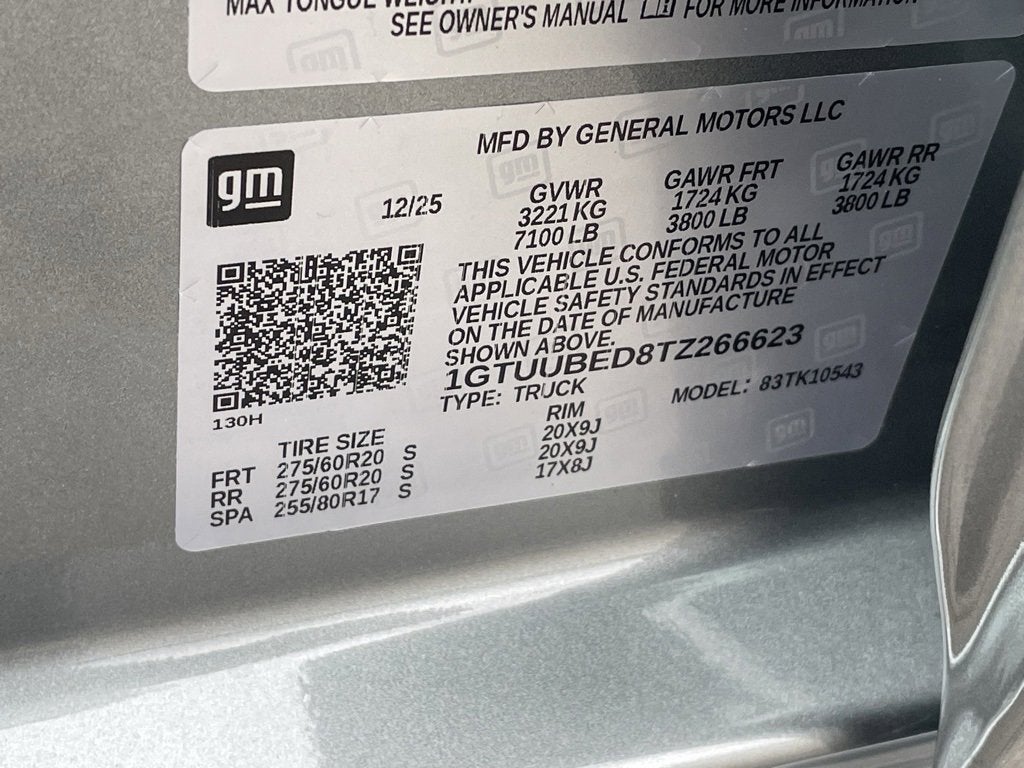 MAX TONGUE WEIGHT:
SEE OWNER'S MANUAL FOR MORE INFORMATION
gm
MFD BY GENERAL MOTORS LLC
12/25
GVWR GAWR FRT GAWR RR
3221 KG 1724 KG 1724 KG
7100 LB 3800 LB 3800 LB
THIS VEHICLE CONFORMS TO ALL
APPLICABLE U.S. FEDERAL MOTOR
VEHICLE SAFETY STANDARDS IN EFFECT
ON THE DATE OF MANUFACTURE
SHOWN ABOVE.
1GTUUBED8TZ266623
TYPE: TRUCK MODEL: 83TK10543
130H
TIRE SIZE RIM
FRT 275/60R20 S 20X9J
RR 275/60R20 S 20X9J
SPA 255/80R17 S 17X8J